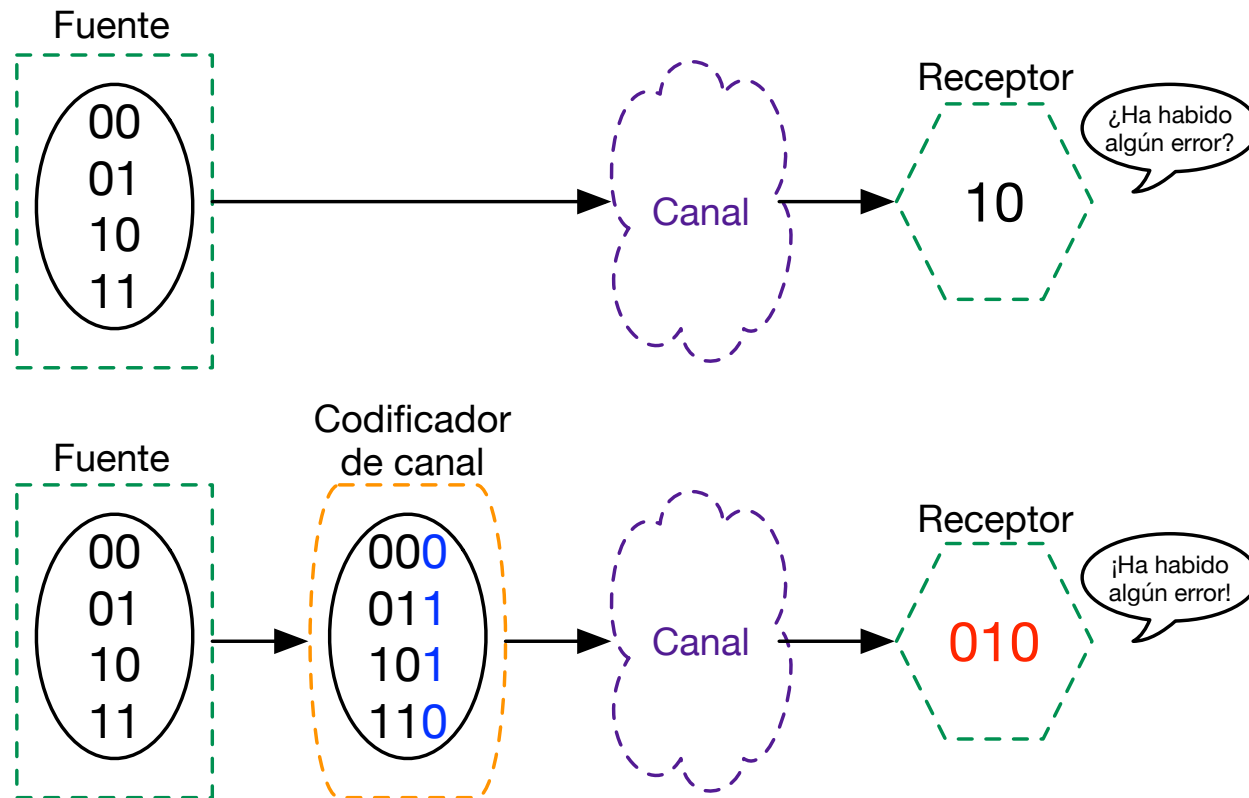 Fuente
00
01
10
11
Canal
Receptor
10
¿Ha habido
algún error?
Fuente
00
01
10
11
Codificador
de canal
000
011
101
110
Canal
Receptor
010
¡Ha habido
algún error!